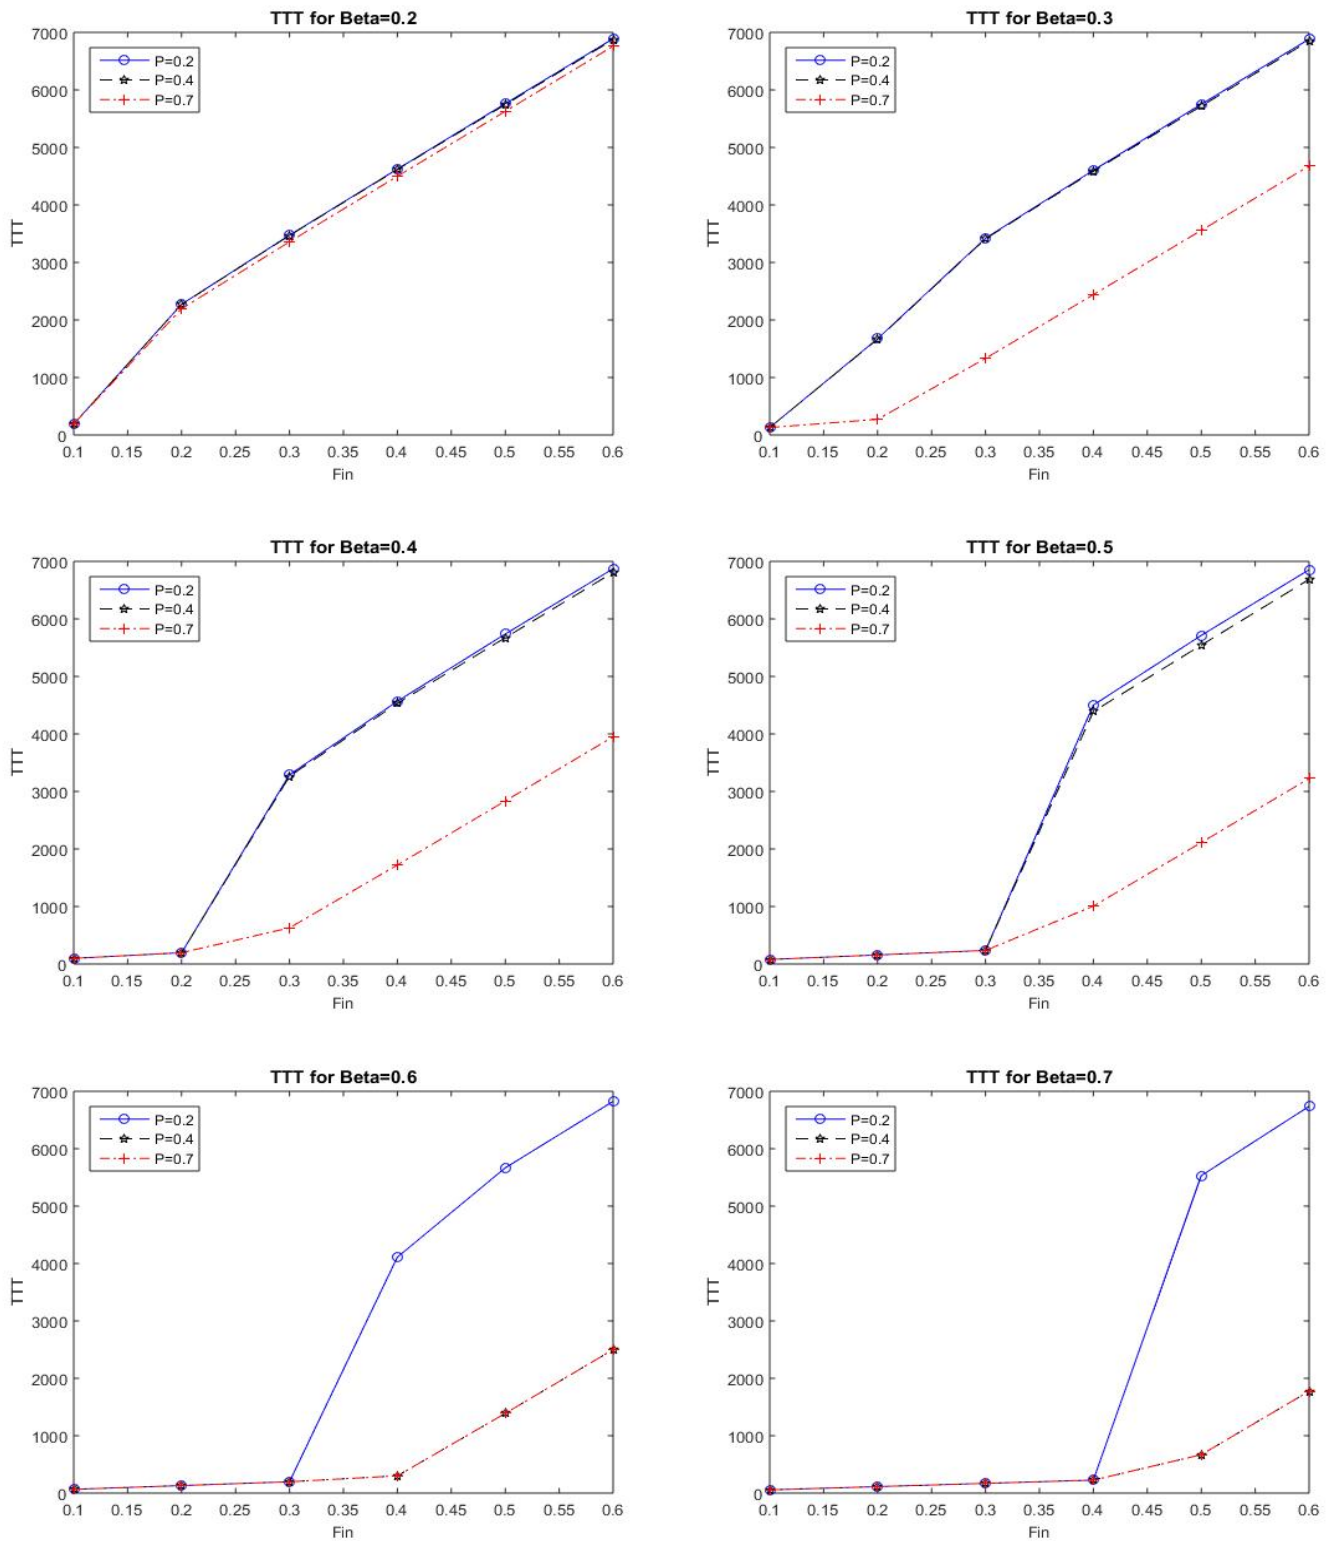 TTT for Beta=0.2
7000
6000
5000
4000
3000
2000
1000
0
TTT
P=0.2
P=0.4
P=0.7
0.1 0.15 0.2 0.25 0.3 0.35 0.4 0.45 0.5 0.55 0.6
Fin
TTT for Beta=0.3
7000
6000
5000
4000
3000
2000
1000
0
TTT
P=0.2
P=0.4
P=0.7
0.1 0.15 0.2 0.25 0.3 0.35 0.4 0.45 0.5 0.55 0.6
Fin
TTT for Beta=0.4
7000
6000
5000
4000
3000
2000
1000
0
TTT
P=0.2
P=0.4
P=0.7
0.1 0.15 0.2 0.25 0.3 0.35 0.4 0.45 0.5 0.55 0.6
Fin
TTT for Beta=0.5
7000
6000
5000
4000
3000
2000
1000
0
TTT
P=0.2
P=0.4
P=0.7
0.1 0.15 0.2 0.25 0.3 0.35 0.4 0.45 0.5 0.55 0.6
Fin
TTT for Beta=0.6
7000
6000
5000
4000
3000
2000
1000
0
TTT
P=0.2
P=0.4
P=0.7
0.1 0.15 0.2 0.25 0.3 0.35 0.4 0.45 0.5 0.55 0.6
Fin
TTT for Beta=0.7
7000
6000
5000
4000
3000
2000
1000
0
TTT
P=0.2
P=0.4
P=0.7
0.1 0.15 0.2 0.25 0.3 0.35 0.4 0.45 0.5 0.55 0.6
Fin